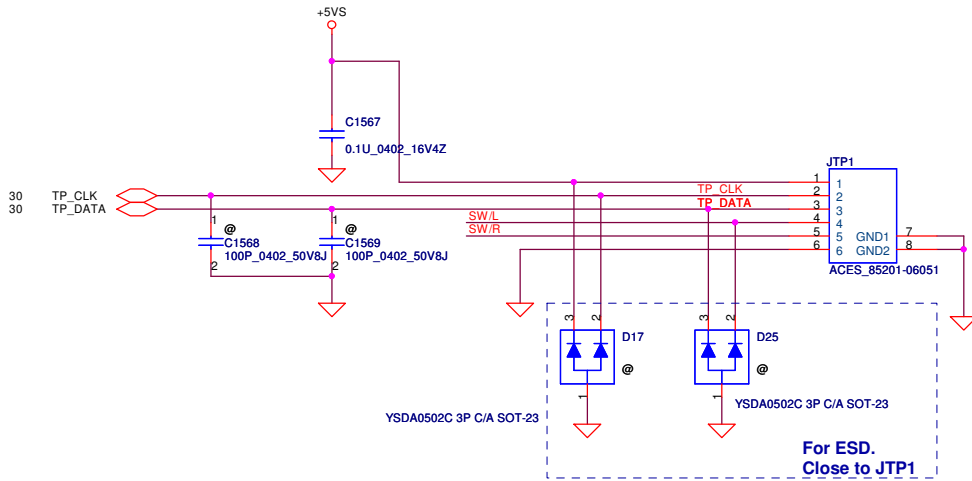 +5VS
C1567
0.1U_0402_16V4Z
JTP1
1 1
30 TP_CLK TP_CLK 2 2
30 TP_DATA TP_DATA 3 3
SW/L 4 4
SW/R 5 5 GND1 7
6 6 GND2 8
ACES_85201-06051
1 @ 1 @
C1568 C1569
100P_0402_50V8J 100P_0402_50V8J
2 2
3 2 3 2
D17 D25
@ @
1 1
YSDA0502C 3P C/A SOT-23 YSDA0502C 3P C/A SOT-23
For ESD.
Close to JTP1